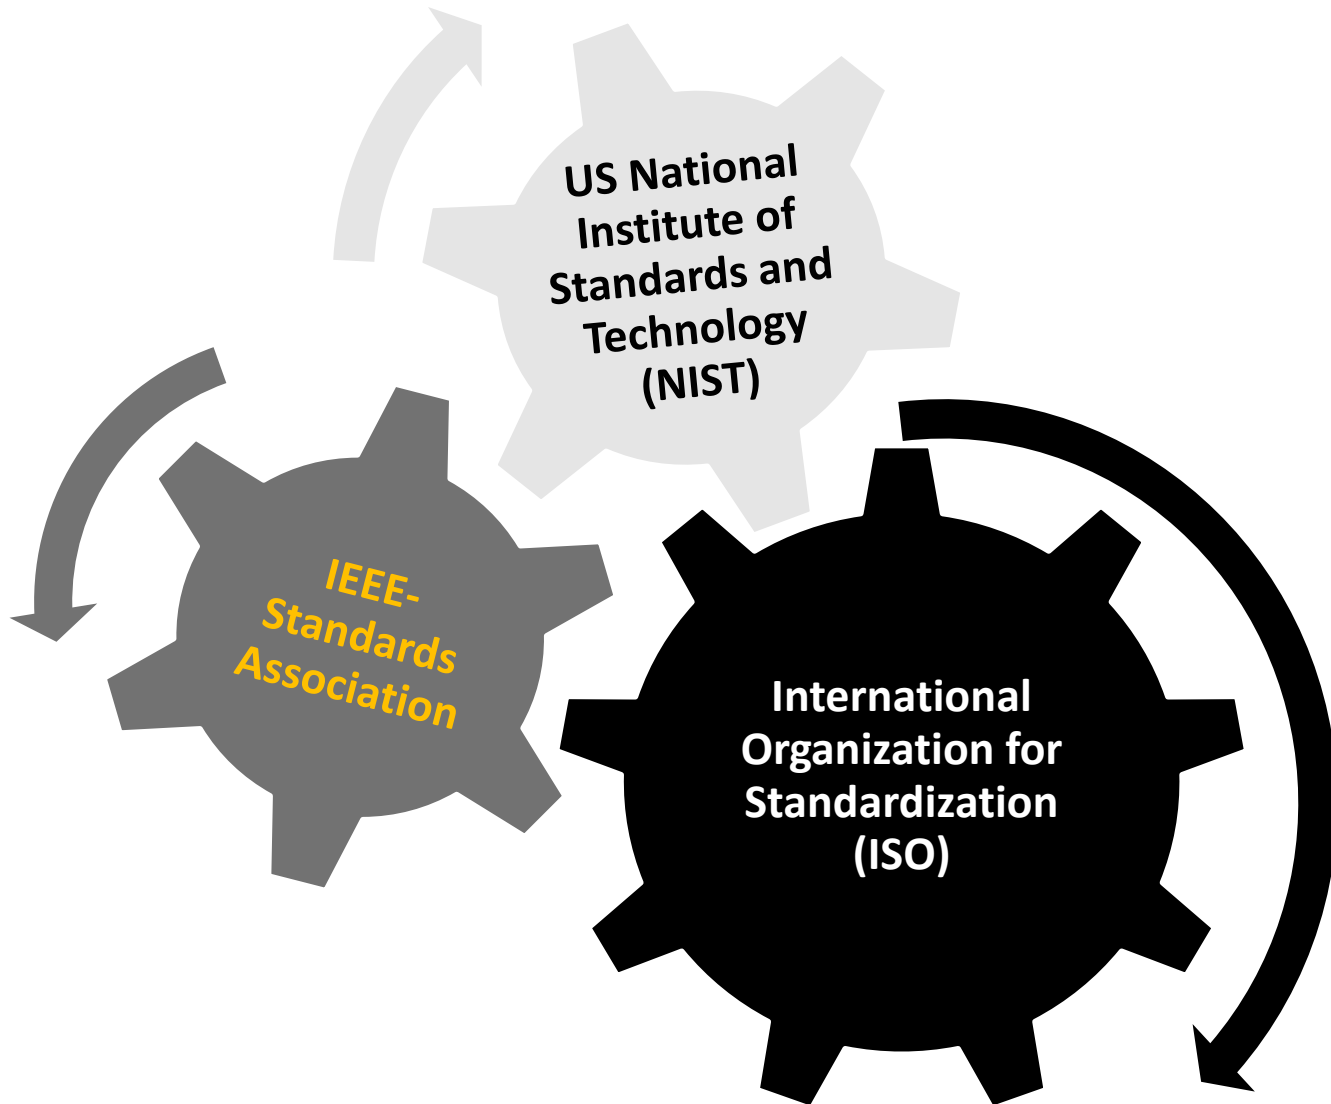 US National
Institute of
Standards and
Technology
(NIST)
IEEE-
Standards
Association
International
Organization for
Standardization
(ISO)